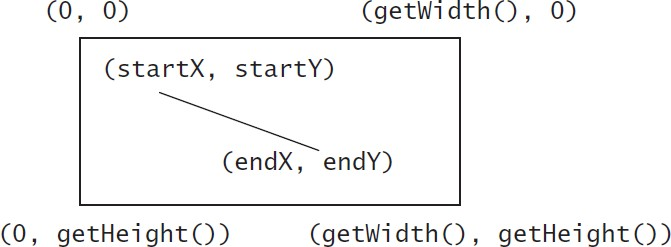 (0, 0) (getWidth(), 0)
(startX, startY)
(endX, endY)
(0, getHeight()) (getWidth(), getHeight())